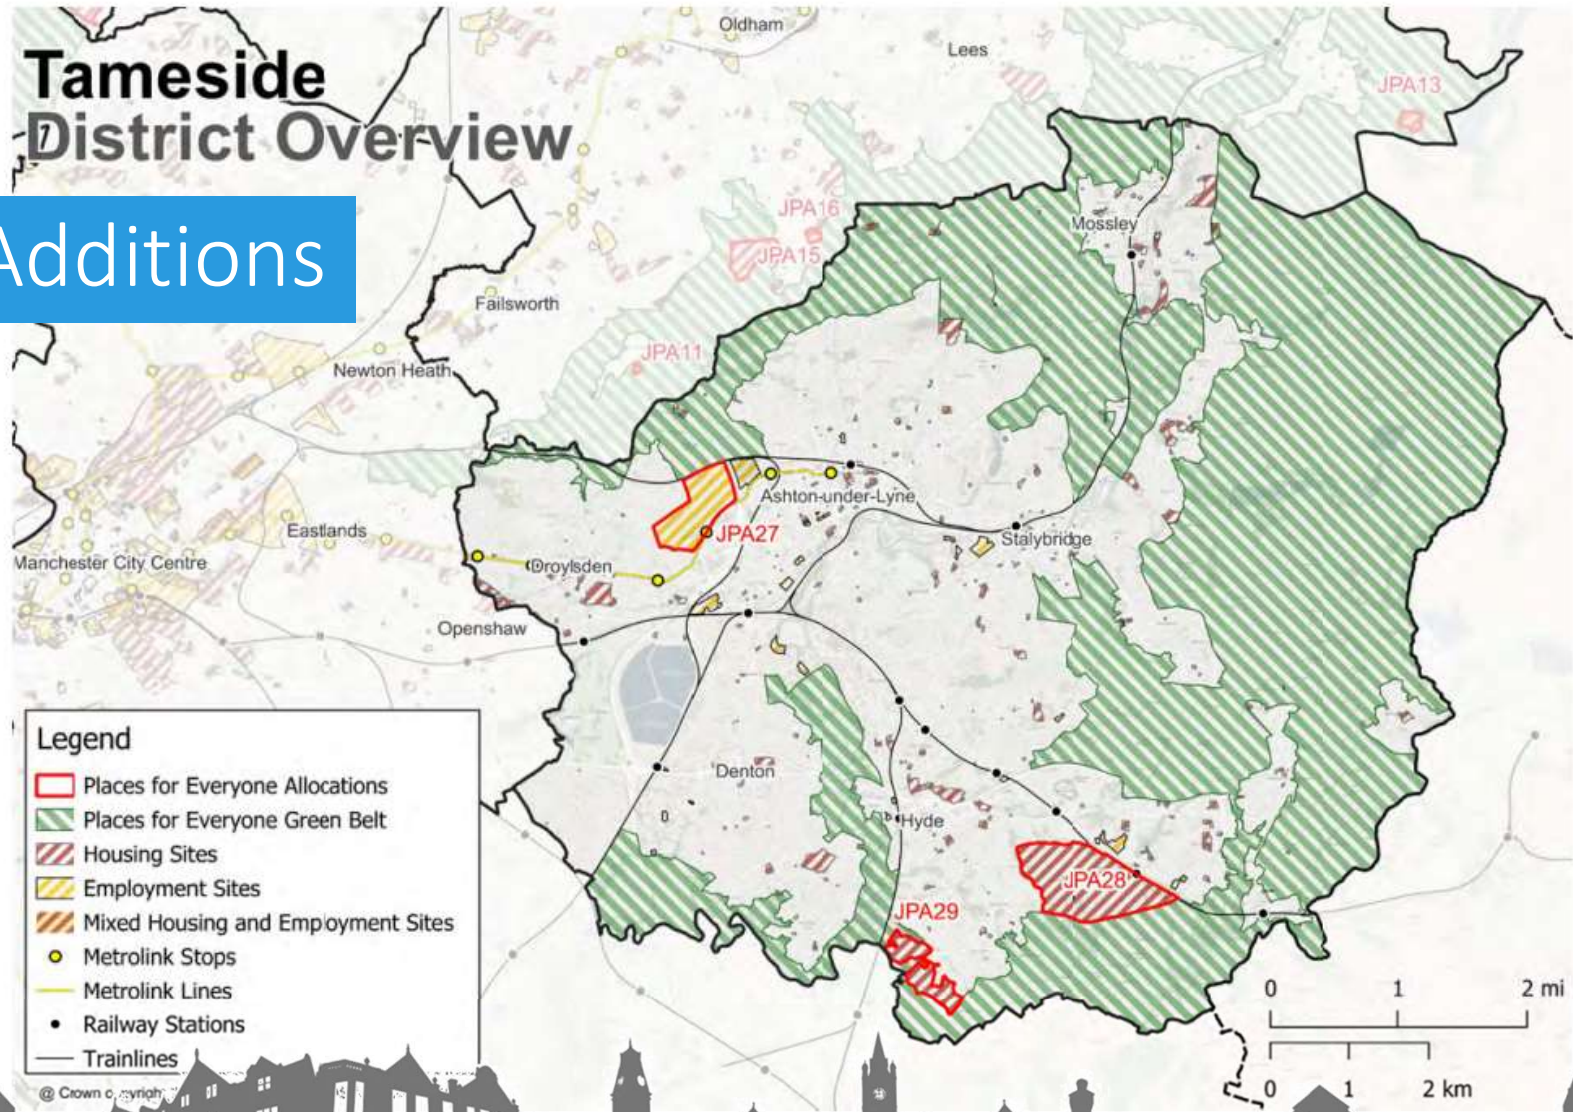 Tameside
District Overview
Additions
Oldham
Lees
JPA13
JPA16
JPA15
Mossley
Failsworth
JPA11
Newton Heath
Ashton-under-Lyne
JPA27
Eastlands
Stalybridge
Manchester City Centre
Droylsden
Openshaw
Denton
Hyde
JPA28
JPA29
Legend
Places for Everyone Allocations
Places for Everyone Green Belt
Housing Sites
Employment Sites
Mixed Housing and Employment Sites
Metrolink Stops
Metrolink Lines
Railway Stations
Trainlines
0 1 2 mi
0 1 2 km
@ Crown